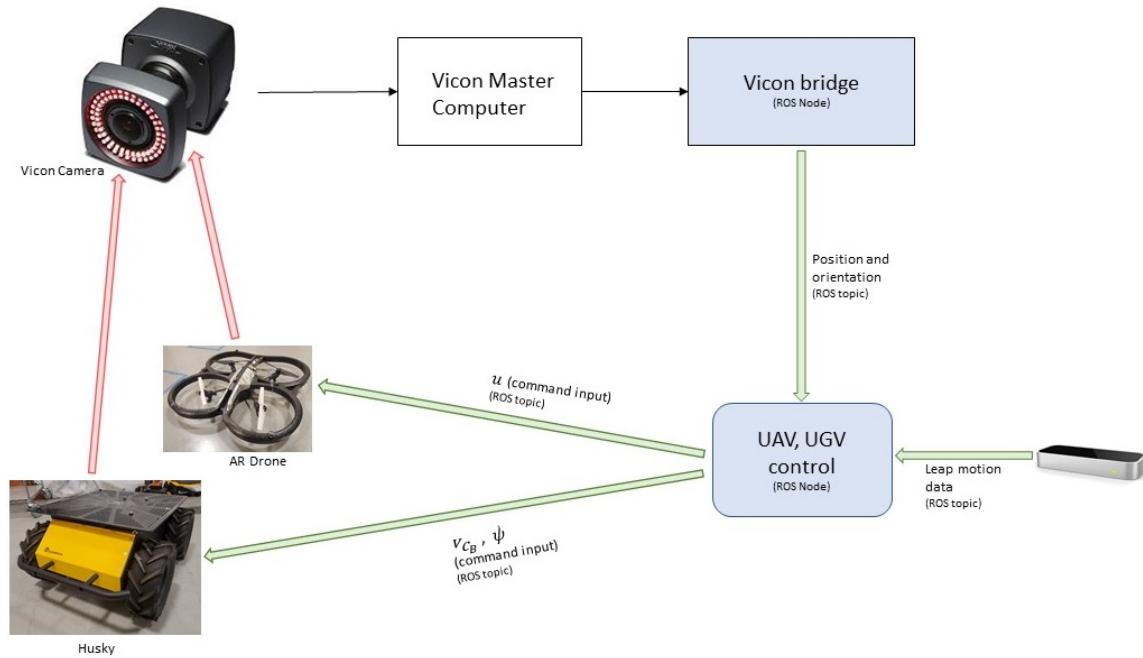 Vicon Master
Computer
Vicon bridge
(ROS Node)
Vicon Camera
Position and
orientation
(ROS topic)
u (command input)
(ROS topic)
AR Drone
UAV, UGV
control
(ROS Node)
Leap motion
data
(ROS topic)
v_{C_B} , ψ
(command input)
(ROS topic)
Husky